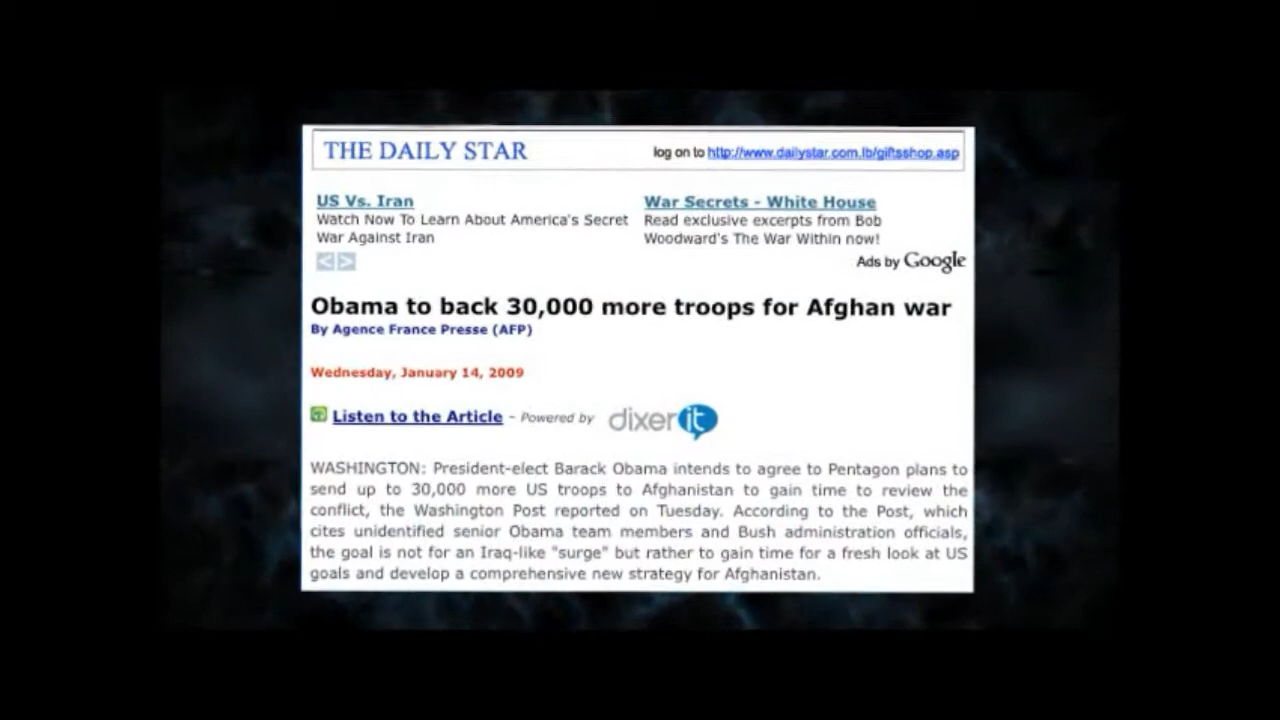 THE DAILY STAR
log on to http://www.dailystar.com.lb/giftsshop.asp
US Vs. Iran
Watch Now To Learn About America's Secret
War Against Iran
War Secrets - White House
Read exclusive excerpts from Bob
Woodward's The War Within now!
< >
Ads by Google
Obama to back 30,000 more troops for Afghan war
By Agence France Presse (AFP)
Wednesday, January 14, 2009
Listen to the Article - Powered by dixerit
WASHINGTON: President-elect Barack Obama intends to agree to Pentagon plans to
send up to 30,000 more US troops to Afghanistan to gain time to review the
conflict, the Washington Post reported on Tuesday. According to the Post, which
cites unidentified senior Obama team members and Bush administration officials,
the goal is not for an Iraq-like "surge" but rather to gain time for a fresh look at US
goals and develop a comprehensive new strategy for Afghanistan.